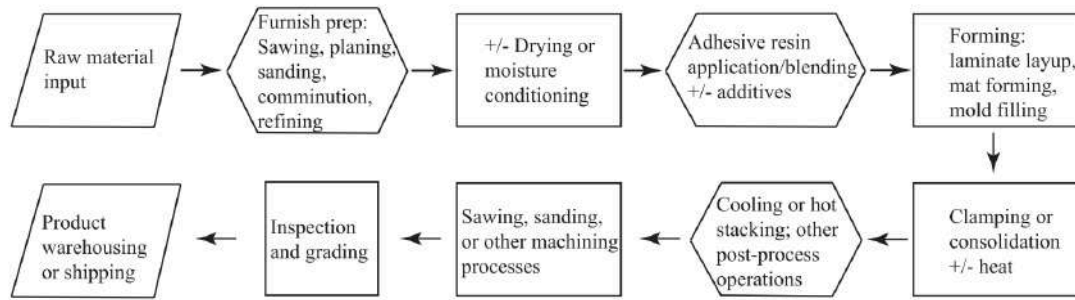 Raw material
input
Furnish prep:
Sawing, planing,
sanding,
comminution,
refining
+/- Drying or
moisture
conditioning
Adhesive resin
application/blending
+/- additives
Forming:
laminate layup,
mat forming,
mold filling
Clamping or
consolidation
+/- heat
Cooling or hot
stacking; other
post-process
operations
Sawing, sanding,
or other machining
processes
Inspection
and grading
Product
warehousing
or shipping